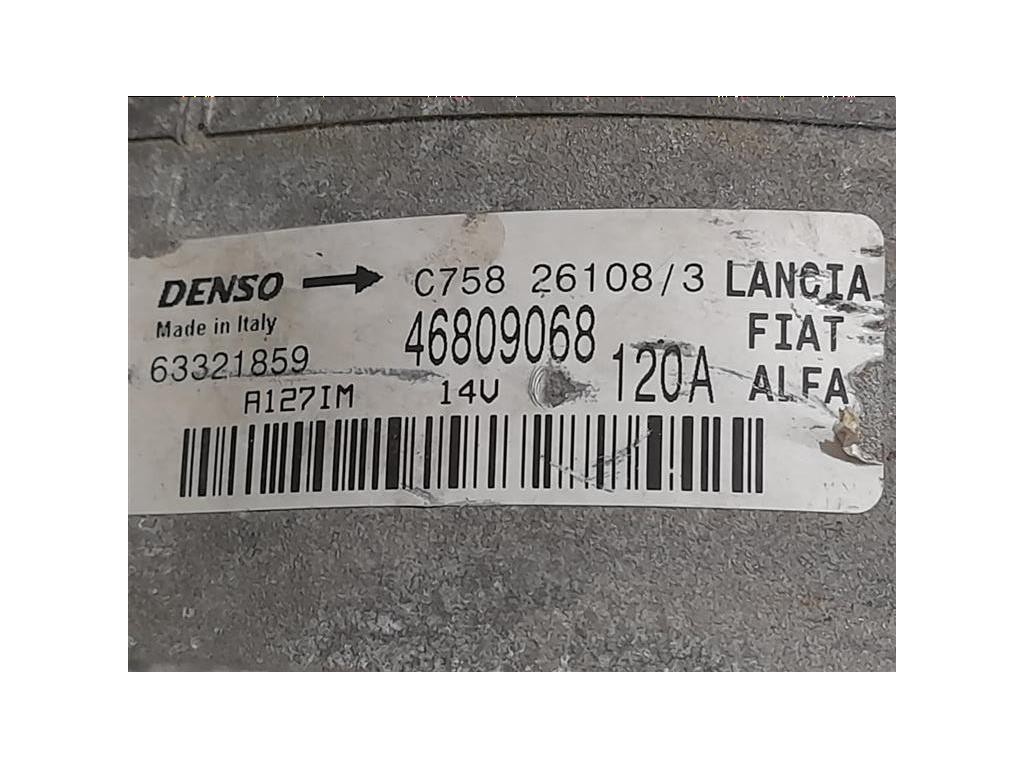 DENSO C758 26108/3 LANCIA
Made in Italy 46809068 FIAT
63321859 120A ALFA
A127IM 14V